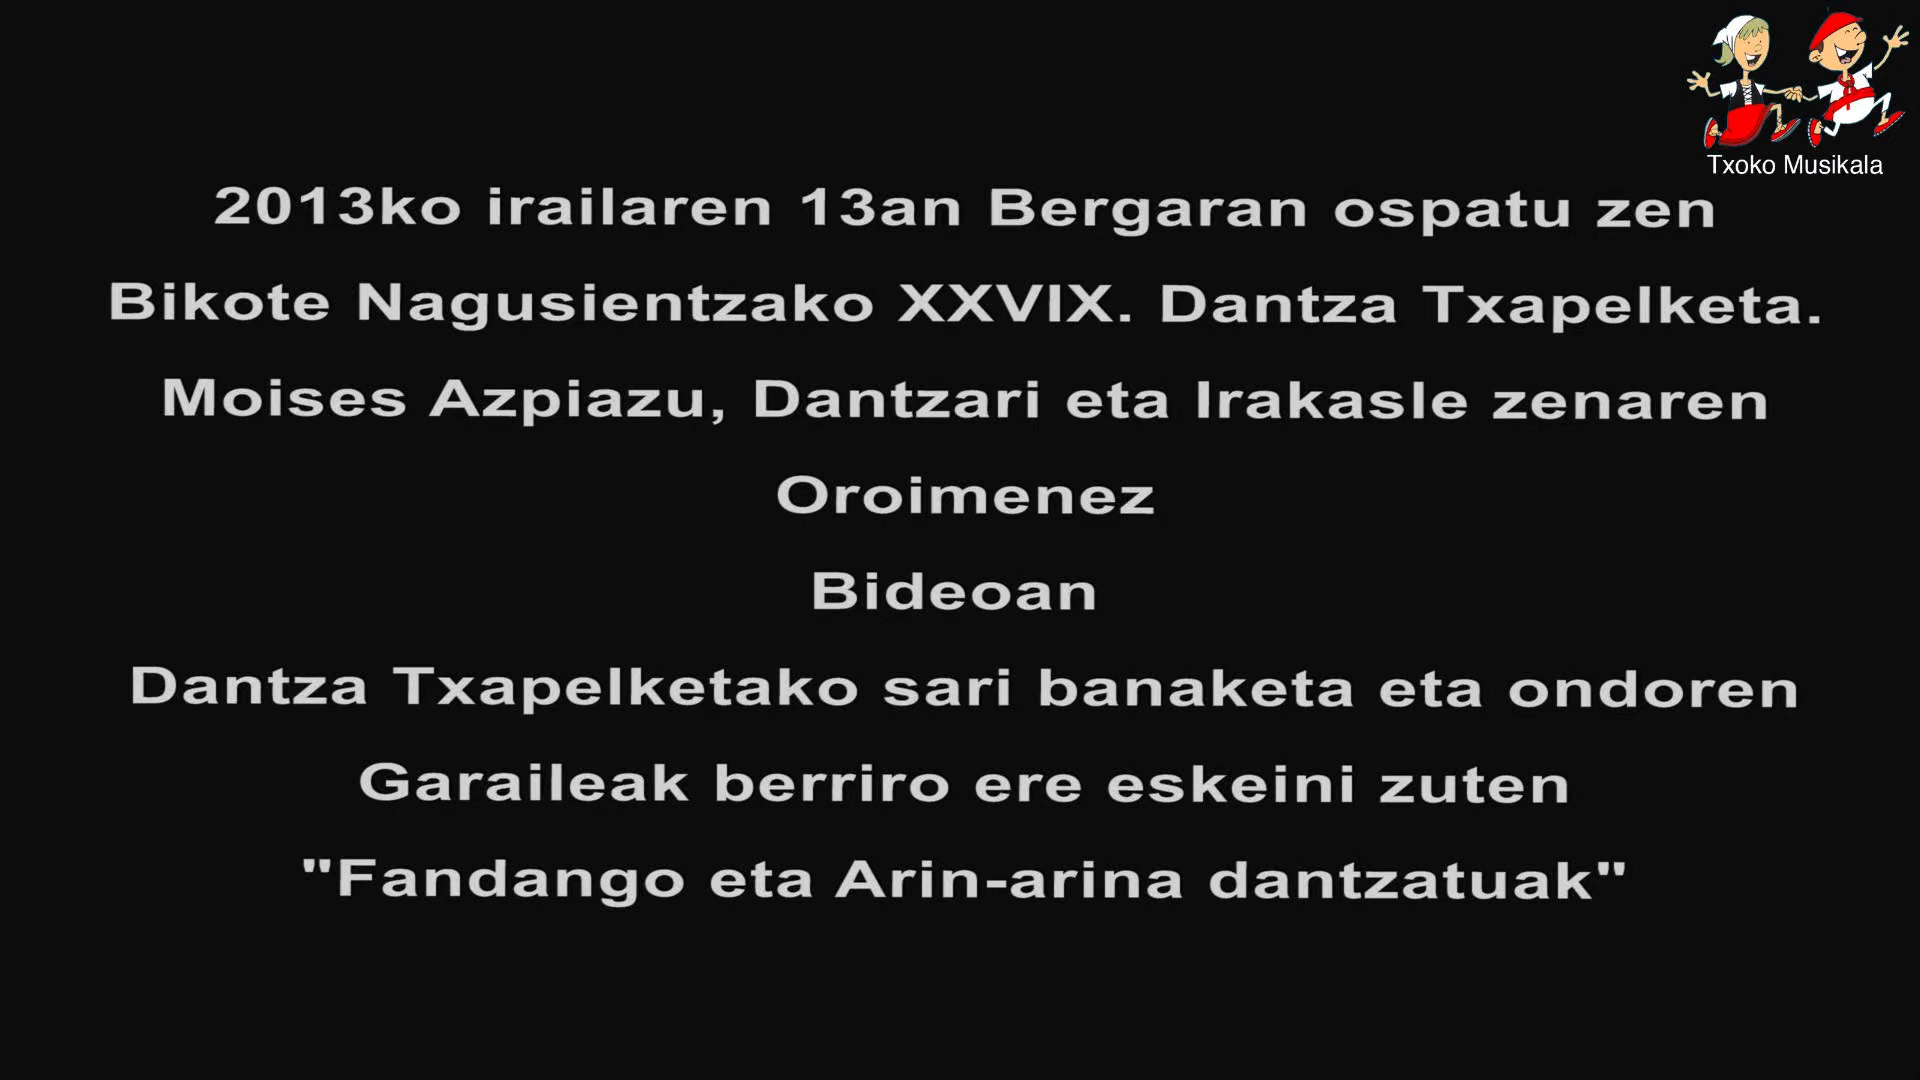 Txoko Musikala
2013ko irailaren 13an Bergaran ospatu zen
Bikote Nagusientzako XXVIX. Dantza Txapelketa.
Moises Azpiazu, Dantzari eta Irakasle zenaren
Oroimenez
Bideoan
Dantza Txapelketako sari banaketa eta ondoren
Garaileak berriro ere eskeini zuten
"Fandango eta Arin-arina dantzatuak"